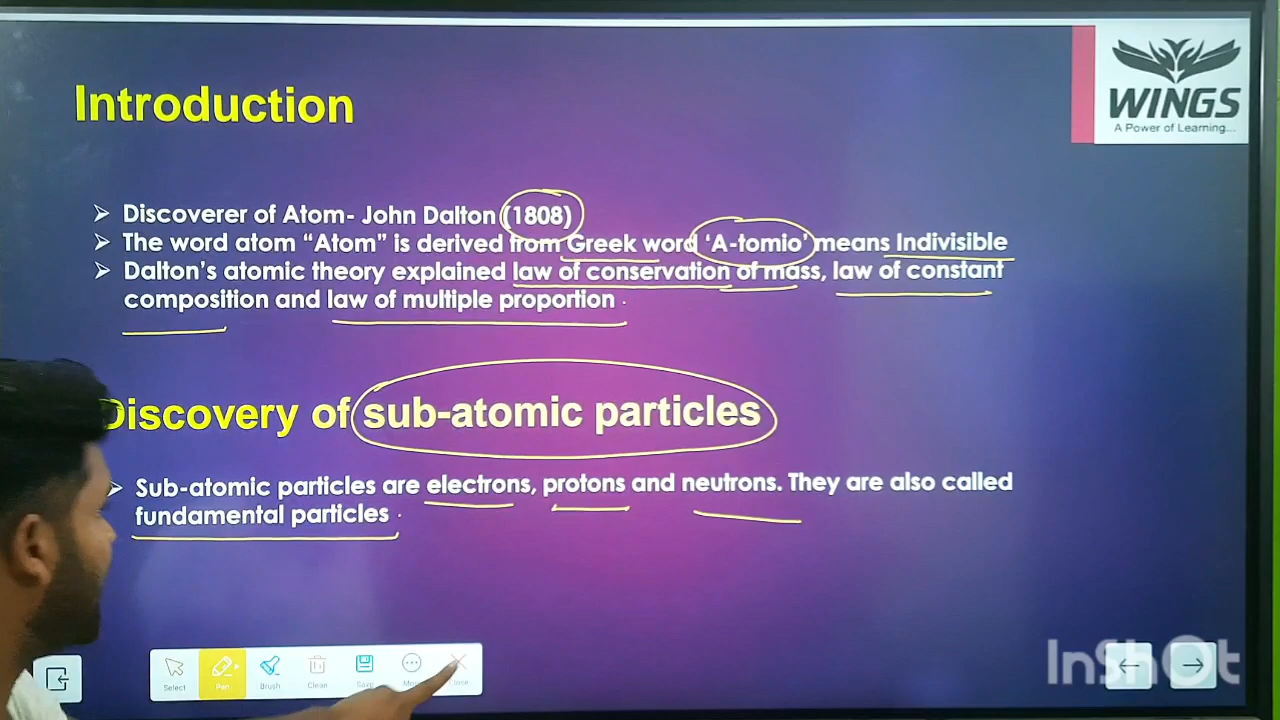 Introduction
WINGS
A Power of Learning...
➢ Discoverer of Atom- John Dalton (1808)
➢ The word atom “Atom” is derived from Greek word ‘A-tomio’ means Indivisible
➢ Dalton’s atomic theory explained law of conservation of mass, law of constant
composition and law of multiple proportion .
Discovery of sub-atomic particles
➢ Sub-atomic particles are electrons, protons and neutrons. They are also called
fundamental particles .
Select Pen Brush Clean Save Close
InShOt